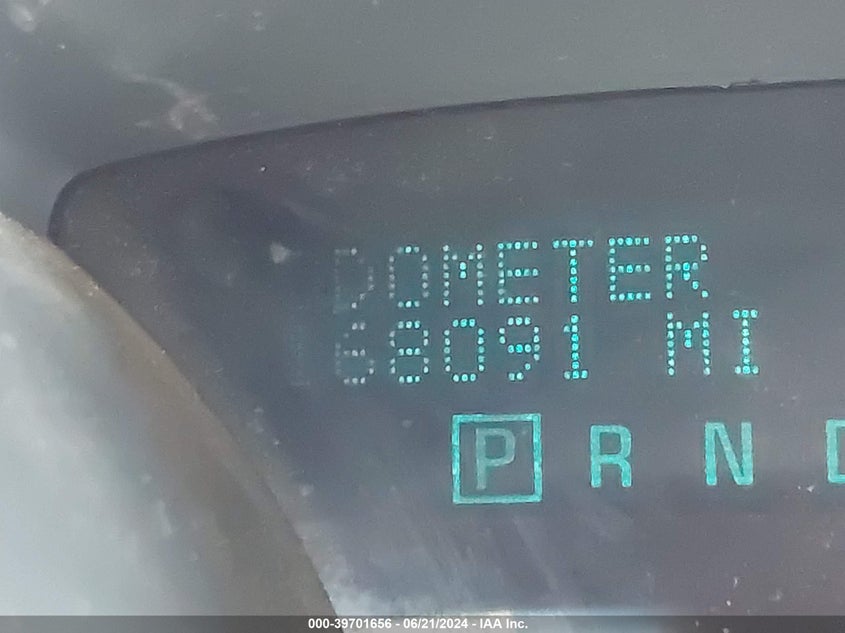 DOMETER
68091 MI
P R N D
000-39701656 - 06/21/2024 - IAA Inc.